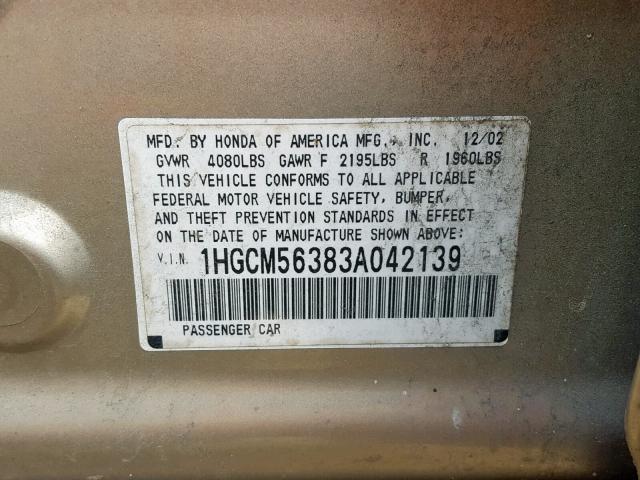 MFD. BY HONDA OF AMERICA MFG., INC. 12/02
GVWR 4080LBS GAWR F 2195LBS R 1960LBS
THIS VEHICLE CONFORMS TO ALL APPLICABLE
FEDERAL MOTOR VEHICLE SAFETY, BUMPER,
AND THEFT PREVENTION STANDARDS IN EFFECT
ON THE DATE OF MANUFACTURE SHOWN ABOVE:
V.I.N. 1HGCM56383A042139
PASSENGER CAR